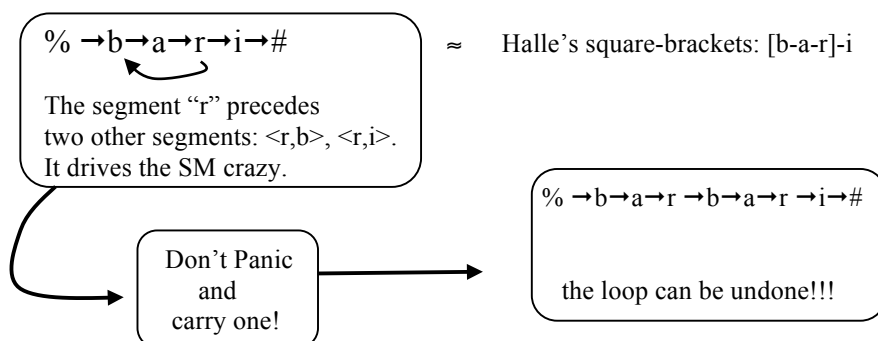 % →b→a→r→i→#
≈ Halle’s square-brackets: [b-a-r]-i
The segment “r” precedes
two other segments: <r,b>, <r,i>.
It drives the SM crazy.
% →b→a→r →b→a→r →i→#
the loop can be undone!!!
Don’t Panic
and
carry one!